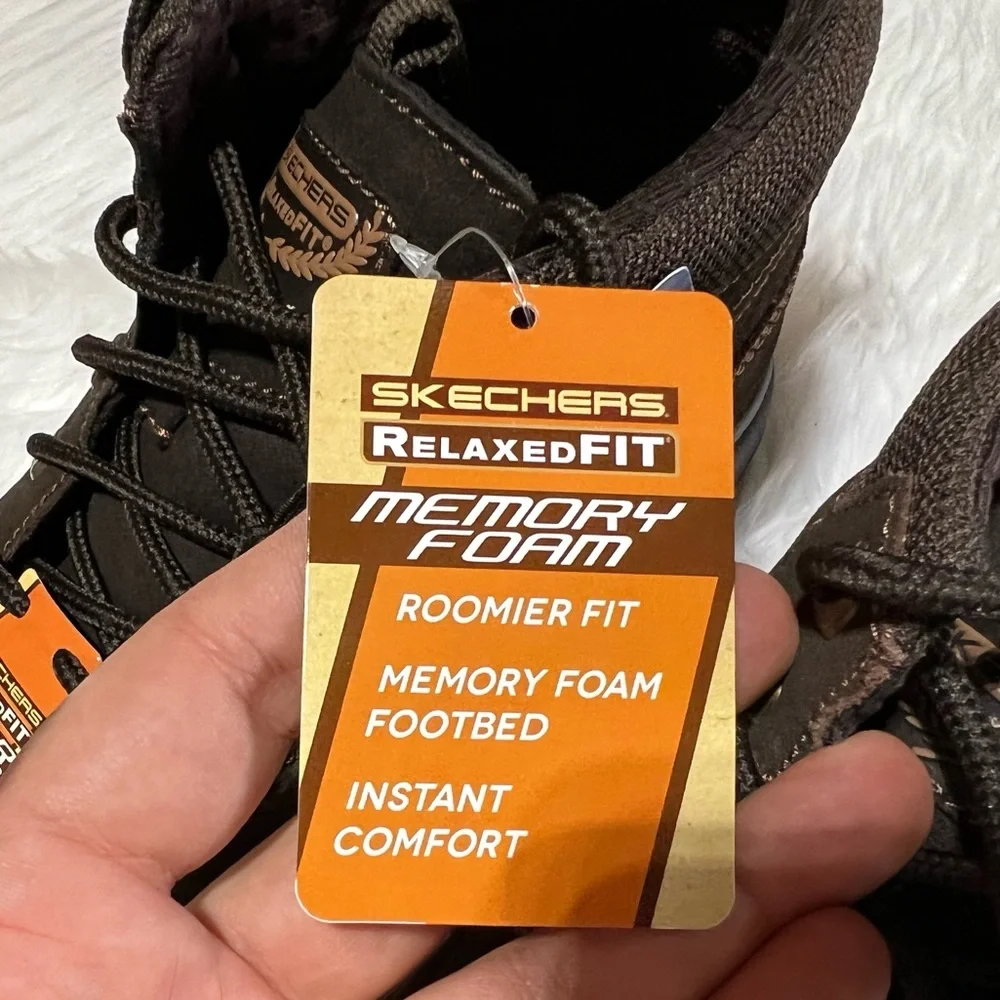 SKECHERS
RELAXEDFIT
SKECHERS
RELAXEDFIT®
MEMORY
FOAM
ROOMIER FIT
MEMORY FOAM
FOOTBED
INSTANT
COMFORT